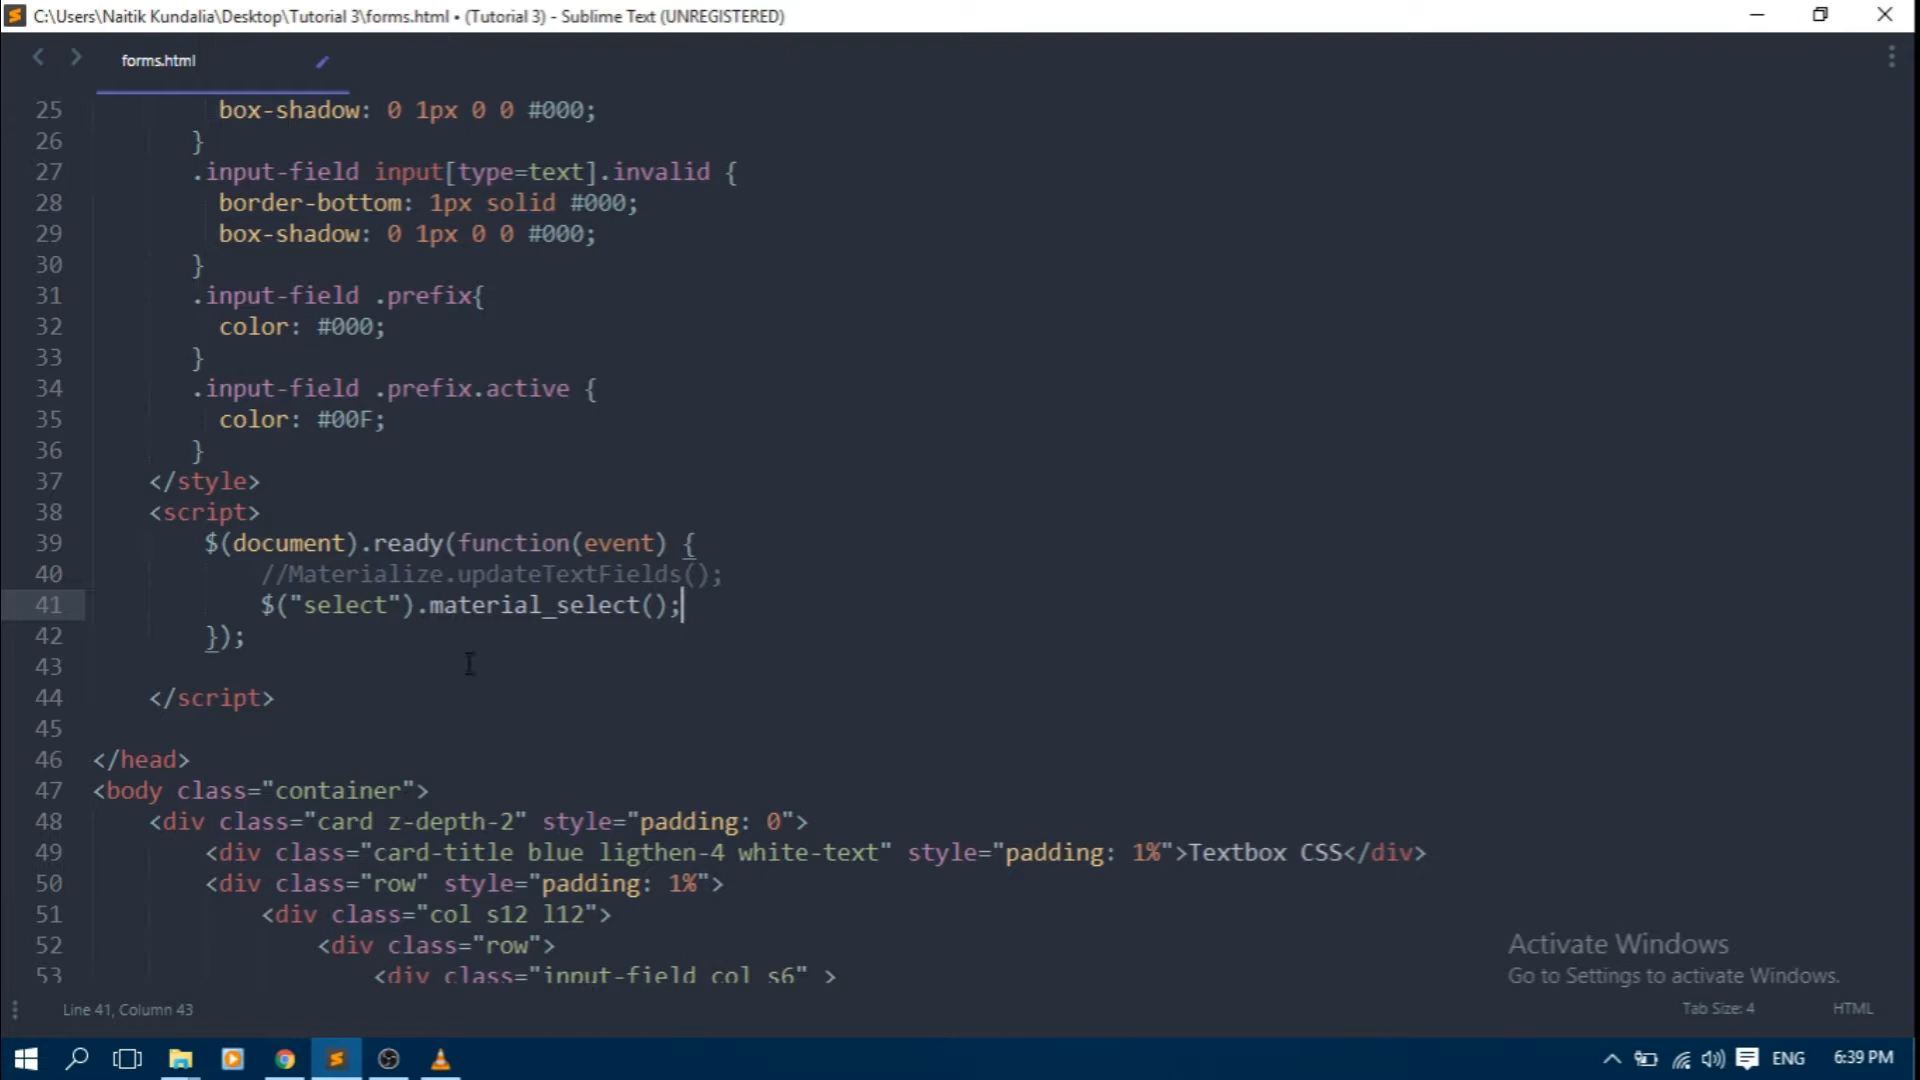 C:\Users\Naitik Kundalia\Desktop\Tutorial 3\forms.html • (Tutorial 3) - Sublime Text (UNREGISTERED)
forms.html
25 box-shadow: 0 1px 0 0 #000;
26 }
27 .input-field input[type=text].invalid {
28 border-bottom: 1px solid #000;
29 box-shadow: 0 1px 0 0 #000;
30 }
31 .input-field .prefix{
32 color: #000;
33 }
34 .input-field .prefix.active {
35 color: #00F;
36 }
37 </style>
38 <script>
39 $(document).ready(function(event) {
40 //Materialize.updateTextFields();
41 $("select").material_select();
42 });
43
44 </script>
45
46 </head>
47 <body class="container">
48 <div class="card z-depth-2" style="padding: 0">
49 <div class="card-title blue ligthen-4 white-text" style="padding: 1%">Textbox CSS</div>
50 <div class="row" style="padding: 1%">
51 <div class="col s12 l12">
52 <div class="row">
53 <div class="input-field col s6" >
Activate Windows
Go to Settings to activate Windows.
Line 41, Column 43
Tab Size: 4
HTML
ENG
6:39 PM